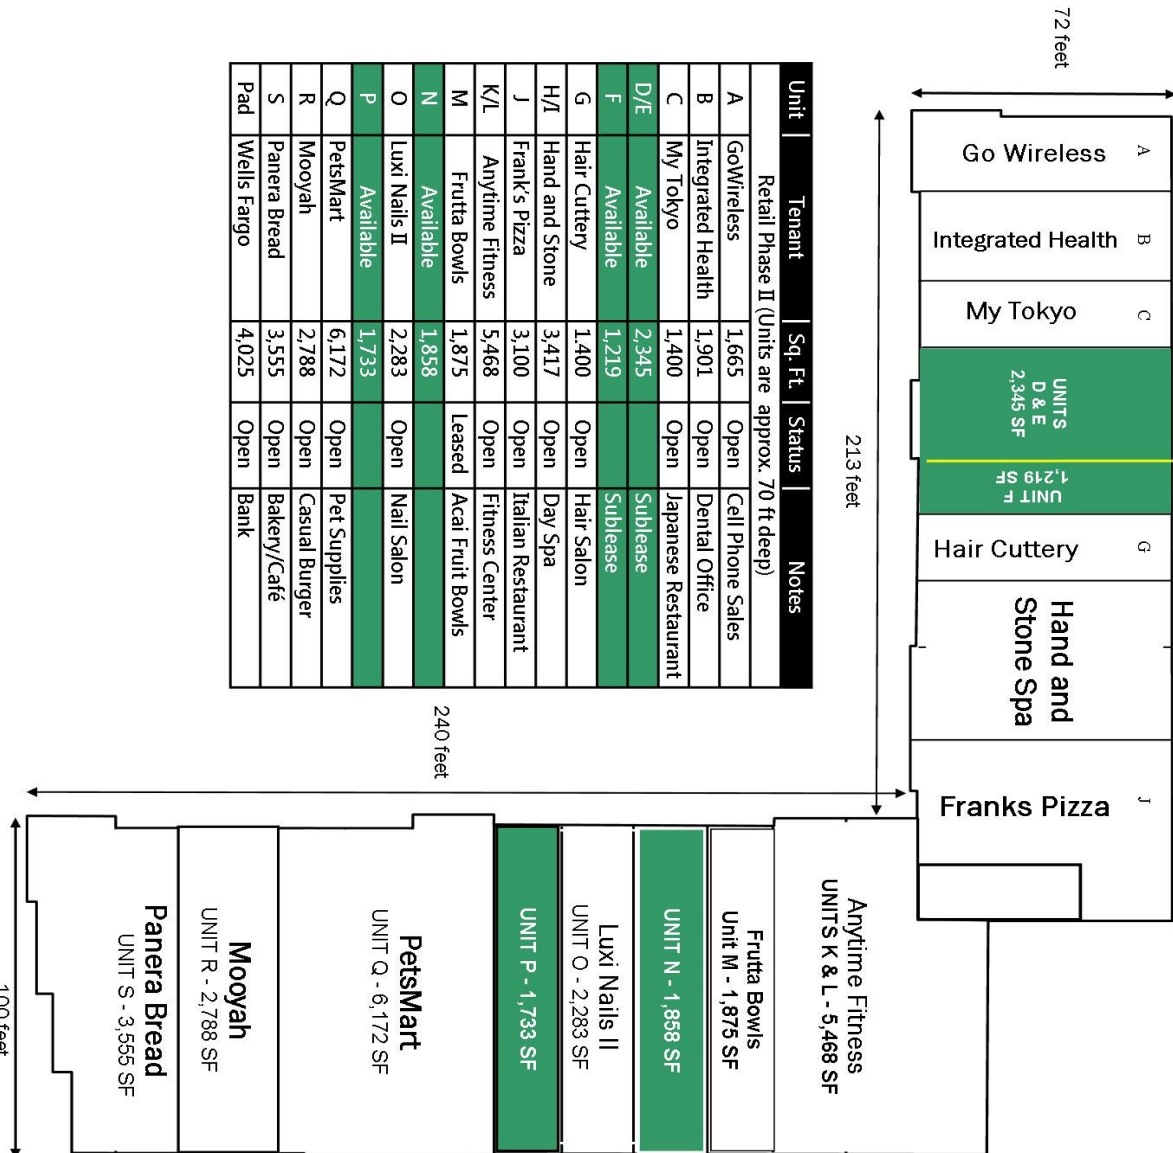 72 feet
Go Wireless A
Integrated Health B
My Tokyo C
UNITS
D & E
2,345 SF
UNIT F
1,219 SF
Hair Cuttery G
Hand and
Stone Spa
Franks Pizza J
213 feet
Retail Phase II (Units are approx. 70 ft deep)
Unit Tenant Sq. Ft. Status Notes
A GoWireless 1,665 Open Cell Phone Sales
B Integrated Health 1,901 Open Dental Office
C My Tokyo 1,400 Open Japanese Restaurant
D/E Available 2,345 Sublease
F Available 1,219 Sublease
G Hair Cuttery 1.400 Open Hair Salon
H/I Hand and Stone 3,417 Open Day Spa
J Frank's Pizza 3,100 Open Italian Restaurant
K/L Anytime Fitness 5,468 Open Fitness Center
M Frutta Bowls 1,875 Leased Acai Fruit Bowls
N Available 1,858
O Luxi Nails II 2,283 Open Nail Salon
P Available 1,733
Q PetsMart 6,172 Open Pet Supplies
R Mooyah 2,788 Open Casual Burger
S Panera Bread 3,555 Open Bakery/Café
Pad Wells Fargo 4,025 Open Bank
240 feet
Anytime Fitness
UNITS K & L - 5,468 SF
Frutta Bowls
Unit M - 1,875 SF
UNIT N - 1,858 SF
Luxi Nails II
UNIT O - 2,283 SF
UNIT P - 1,733 SF
PetsMart
UNIT Q - 6,172 SF
Mooyah
UNIT R - 2,788 SF
Panera Bread
UNIT S - 3,555 SF
100 feet